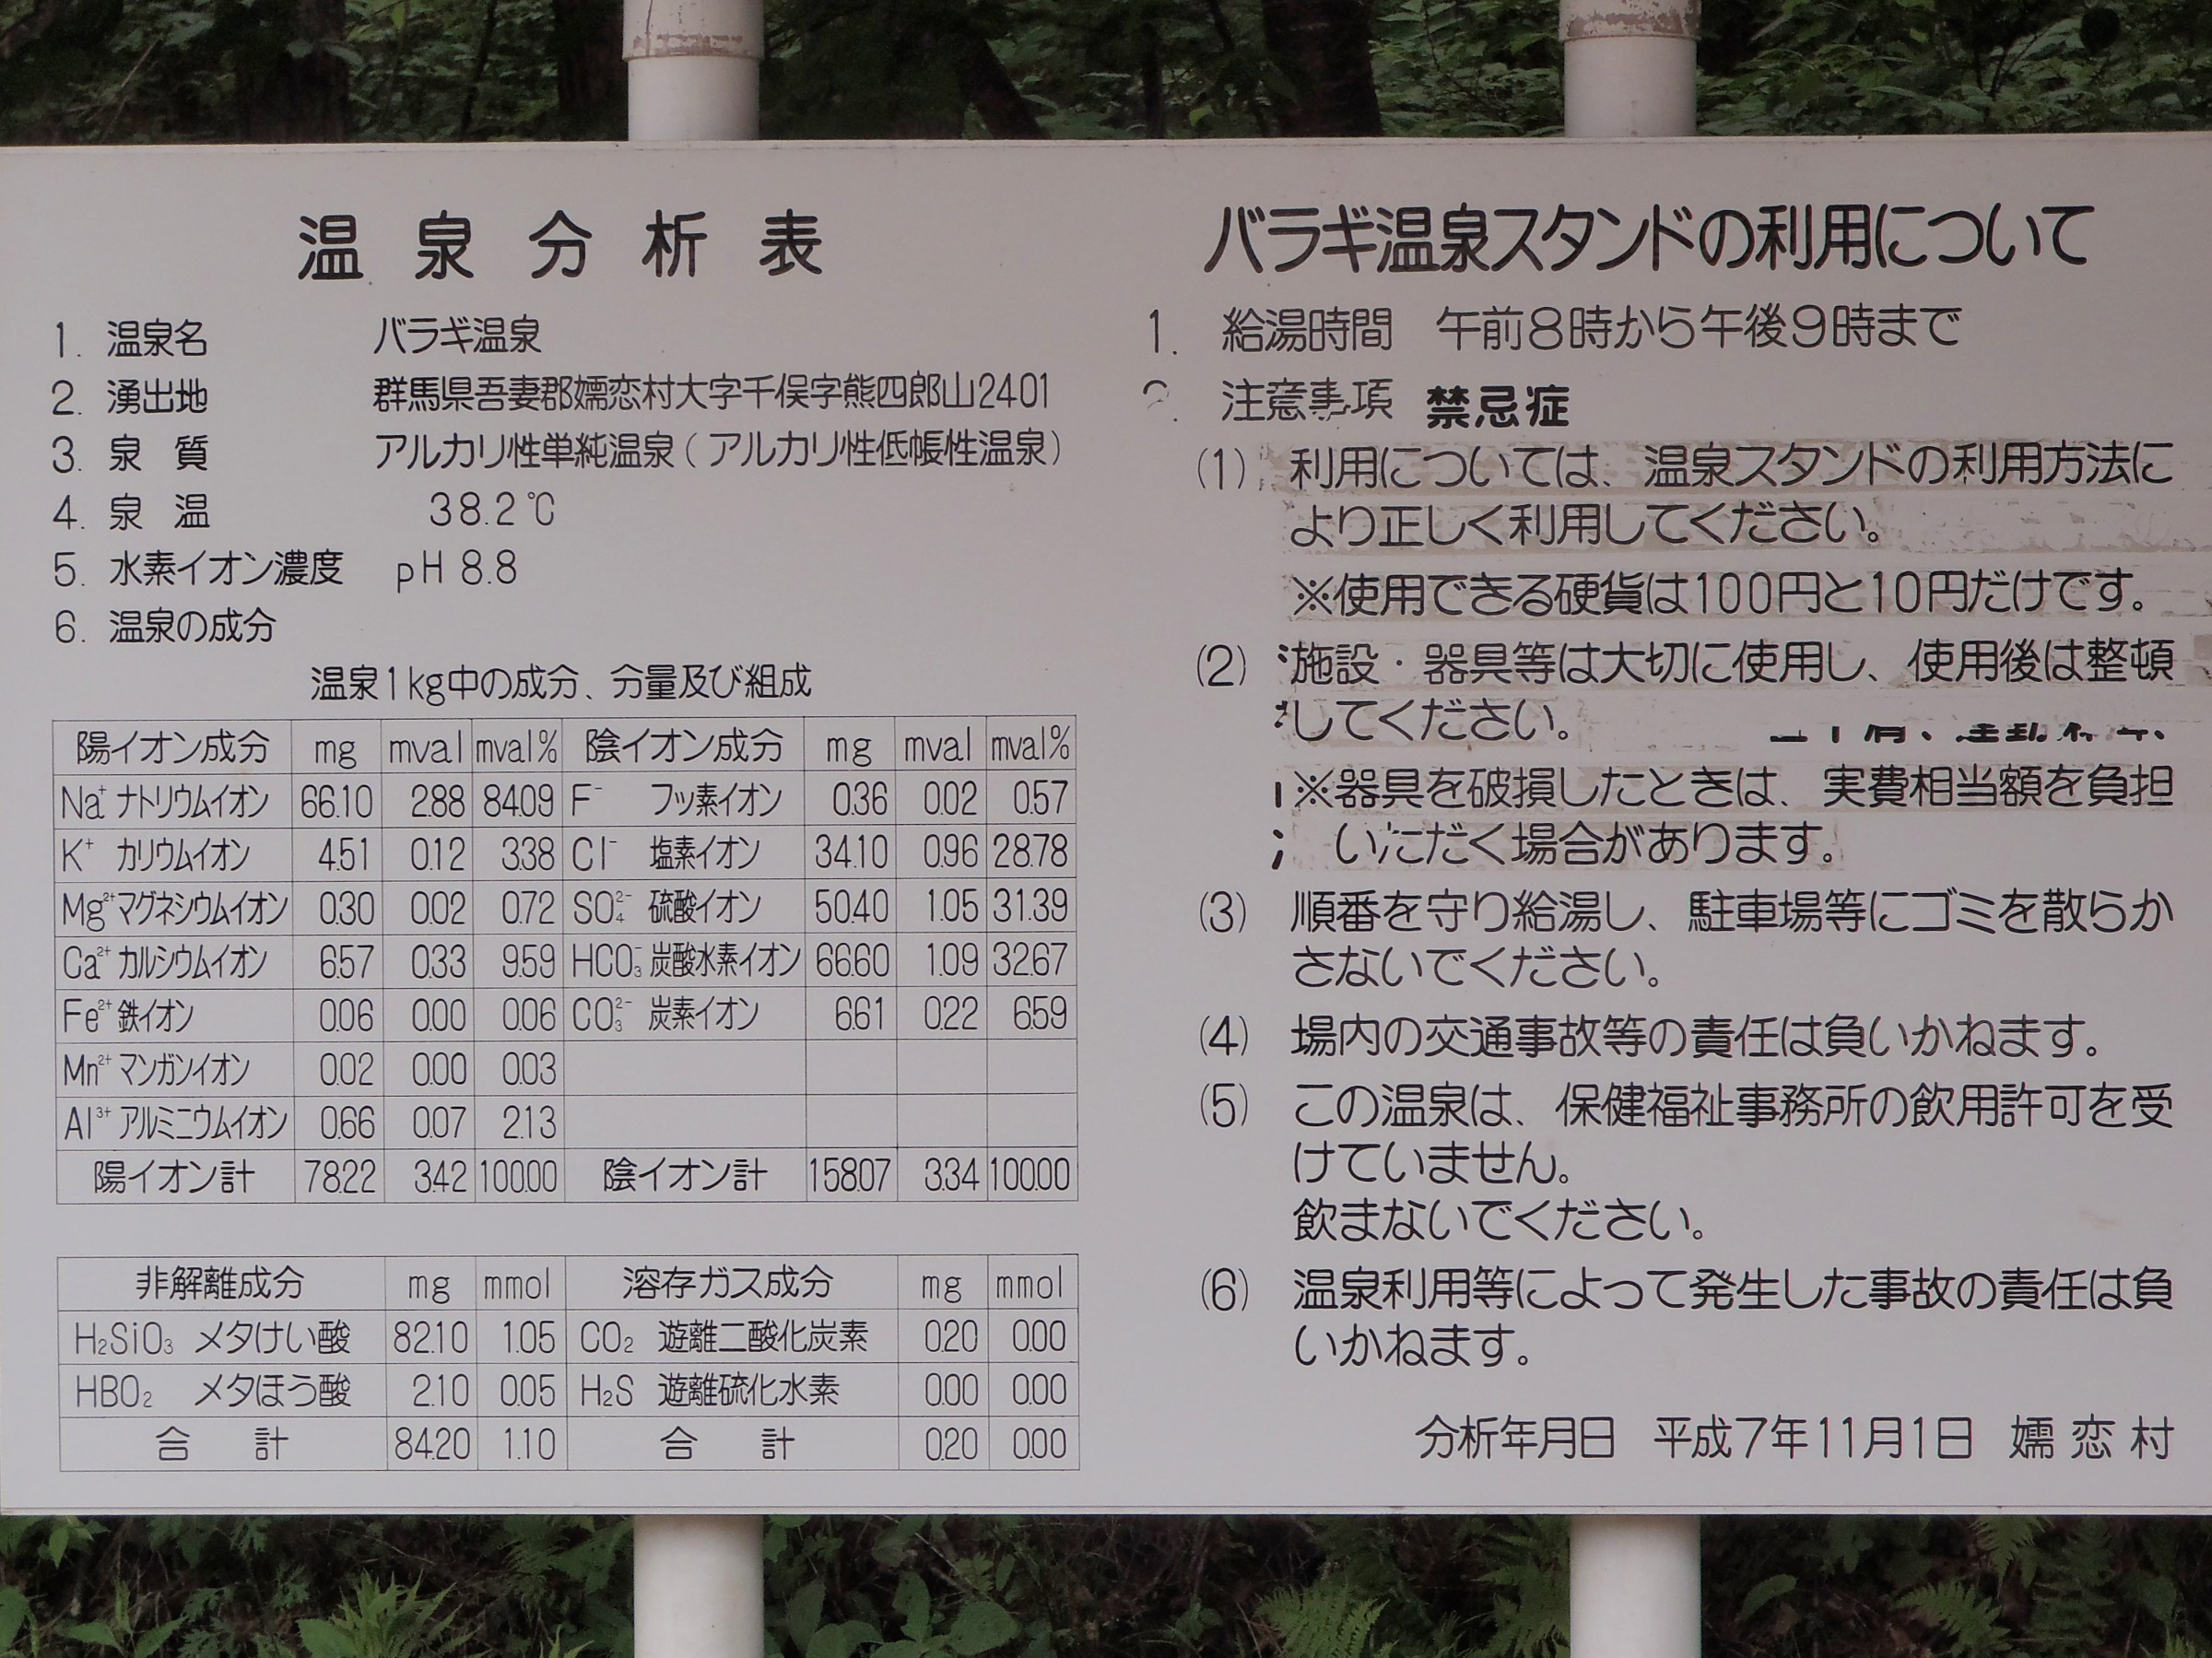 温泉分析表
1. 温泉名 バラギ温泉
2. 湧出地 群馬県吾妻郡嬬恋村大字千俣字熊四郎山2401
3. 泉質 アルカリ性単純温泉(アルカリ性低帳性温泉)
4. 泉温 38.2℃
5. 水素イオン濃度 pH 8.8
6. 温泉の成分
温泉1kg中の成分、分量及び組成
陽イオン成分 mg mval mval% 陰イオン成分 mg mval mval%
Na⁺ ナトリウムイオン 66.10 2.88 84.09 F⁻ フッ素イオン 0.36 0.02 0.57
K⁺ カリウムイオン 4.51 0.12 3.38 Cl⁻ 塩素イオン 34.10 0.96 28.78
Mg²⁺ マグネシウムイオン 0.30 0.02 0.72 SO₄²⁻ 硫酸イオン 50.40 1.05 31.39
Ca²⁺ カルシウムイオン 6.57 0.33 9.59 HCO₃⁻ 炭酸水素イオン 66.60 1.09 32.67
Fe²⁺ 鉄イオン 0.06 0.00 0.06 CO₃²⁻ 炭素イオン 6.61 0.22 6.59
Mn²⁺ マンガンイオン 0.02 0.00 0.03
Al³⁺ アルミニウムイオン 0.66 0.07 2.13
陽イオン計 78.22 3.42 100.00 陰イオン計 158.07 3.34 100.00
非解離成分 mg mmol 溶存ガス成分 mg mmol
H₂SiO₃ メタけい酸 82.10 1.05 CO₂ 遊離二酸化炭素 0.20 0.00
HBO₂ メタほう酸 2.10 0.05 H₂S 遊離硫化水素 0.00 0.00
合計 84.20 1.10 合計 0.20 0.00
バラギ温泉スタンドの利用について
1. 給湯時間 午前8時から午後9時まで
2. 注意事項 禁忌症
(1) 利用については、温泉スタンドの利用方法に
より正しく利用してください。
※使用できる硬貨は100円と10円だけです。
(2) 施設・器具等は大切に使用し、使用後は整頓
してください。
※器具を破損したときは、実費相当額を負担
いただく場合があります。
(3) 順番を守り給湯し、駐車場等にゴミを散らか
さないでください。
(4) 場内の交通事故等の責任は負いかねます。
(5) この温泉は、保健福祉事務所の飲用許可を受
けていません。
飲まないでください。
(6) 温泉利用等によって発生した事故の責任は負
いかねます。
分析年月日 平成7年11月1日 嬬恋村